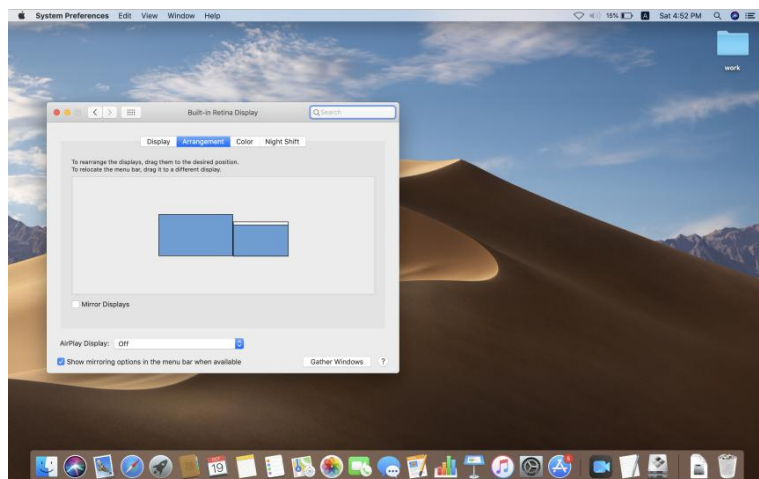 System Preferences Edit View Window Help 15% A Sat 4:52 PM
work
Built-in Retina Display Search
Display Arrangement Color Night Shift
To rearrange the displays, drag them to the desired position.
To relocate the menu bar, drag it to a different display.
Mirror Displays
AirPlay Display: Off
Show mirroring options in the menu bar when available Gather Windows ?
19